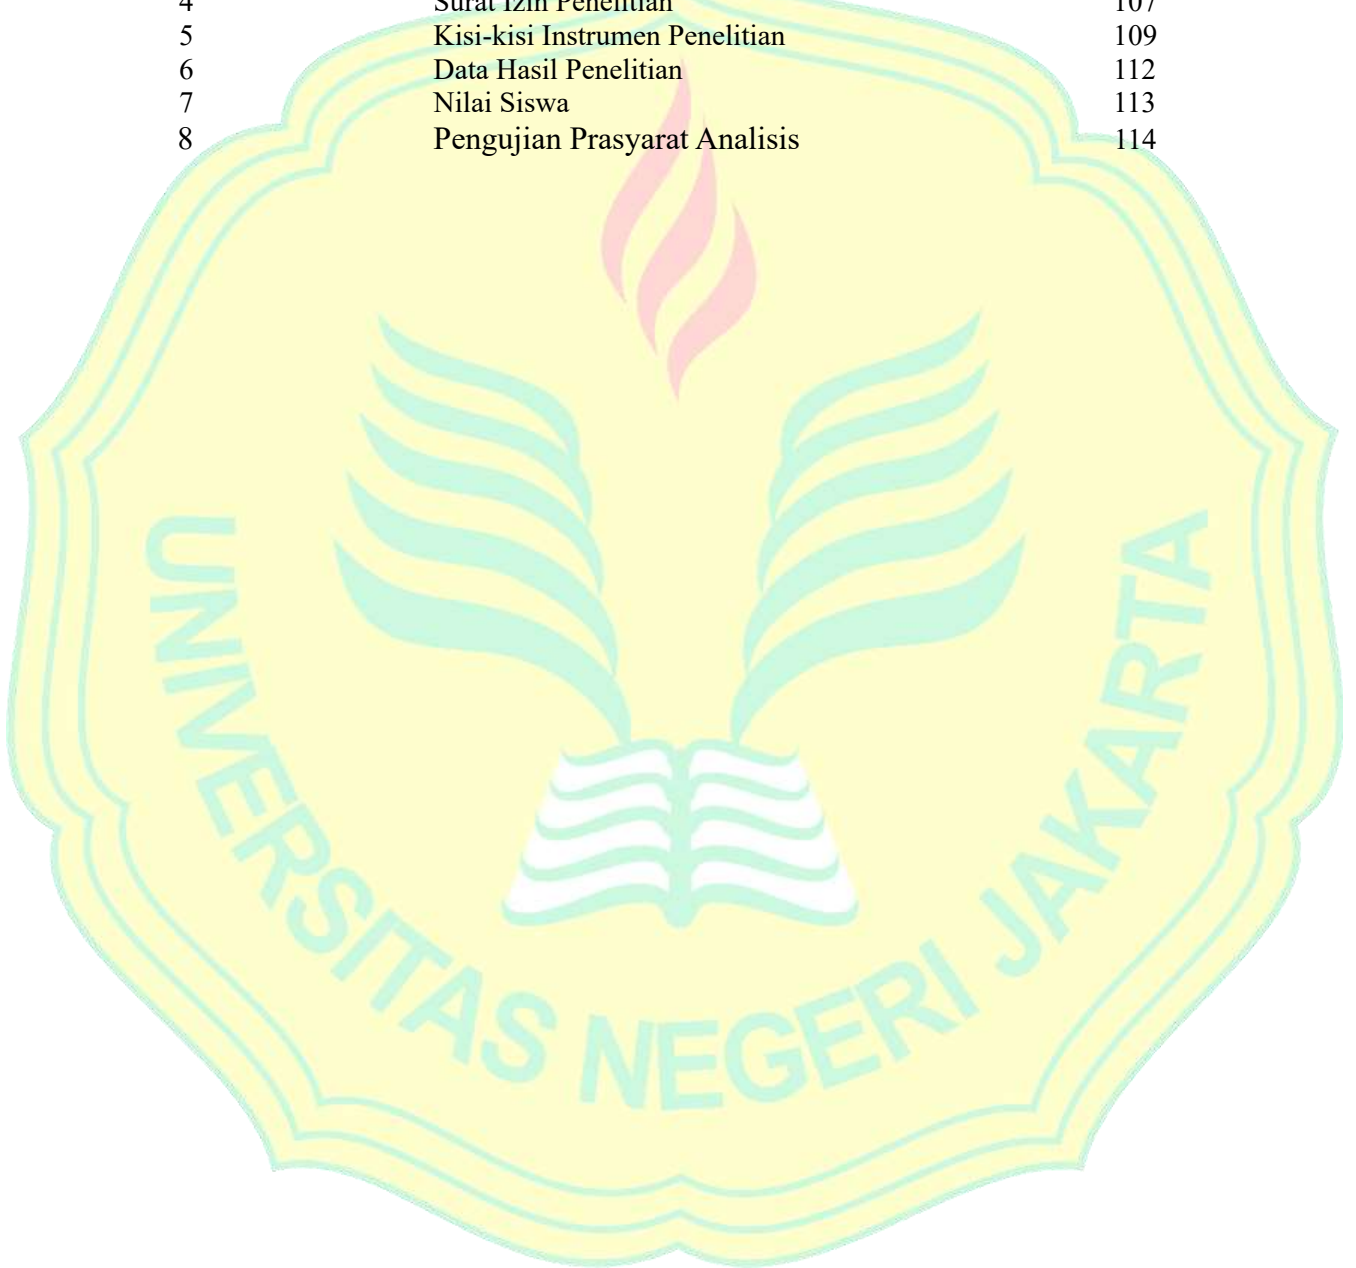 4 Surat Izin Penelitian 107
5 Kisi-kisi Instrumen Penelitian 109
6 Data Hasil Penelitian 112
7 Nilai Siswa 113
8 Pengujian Prasyarat Analisis 114
UNIVERSITAS NEGERI JAKARTA